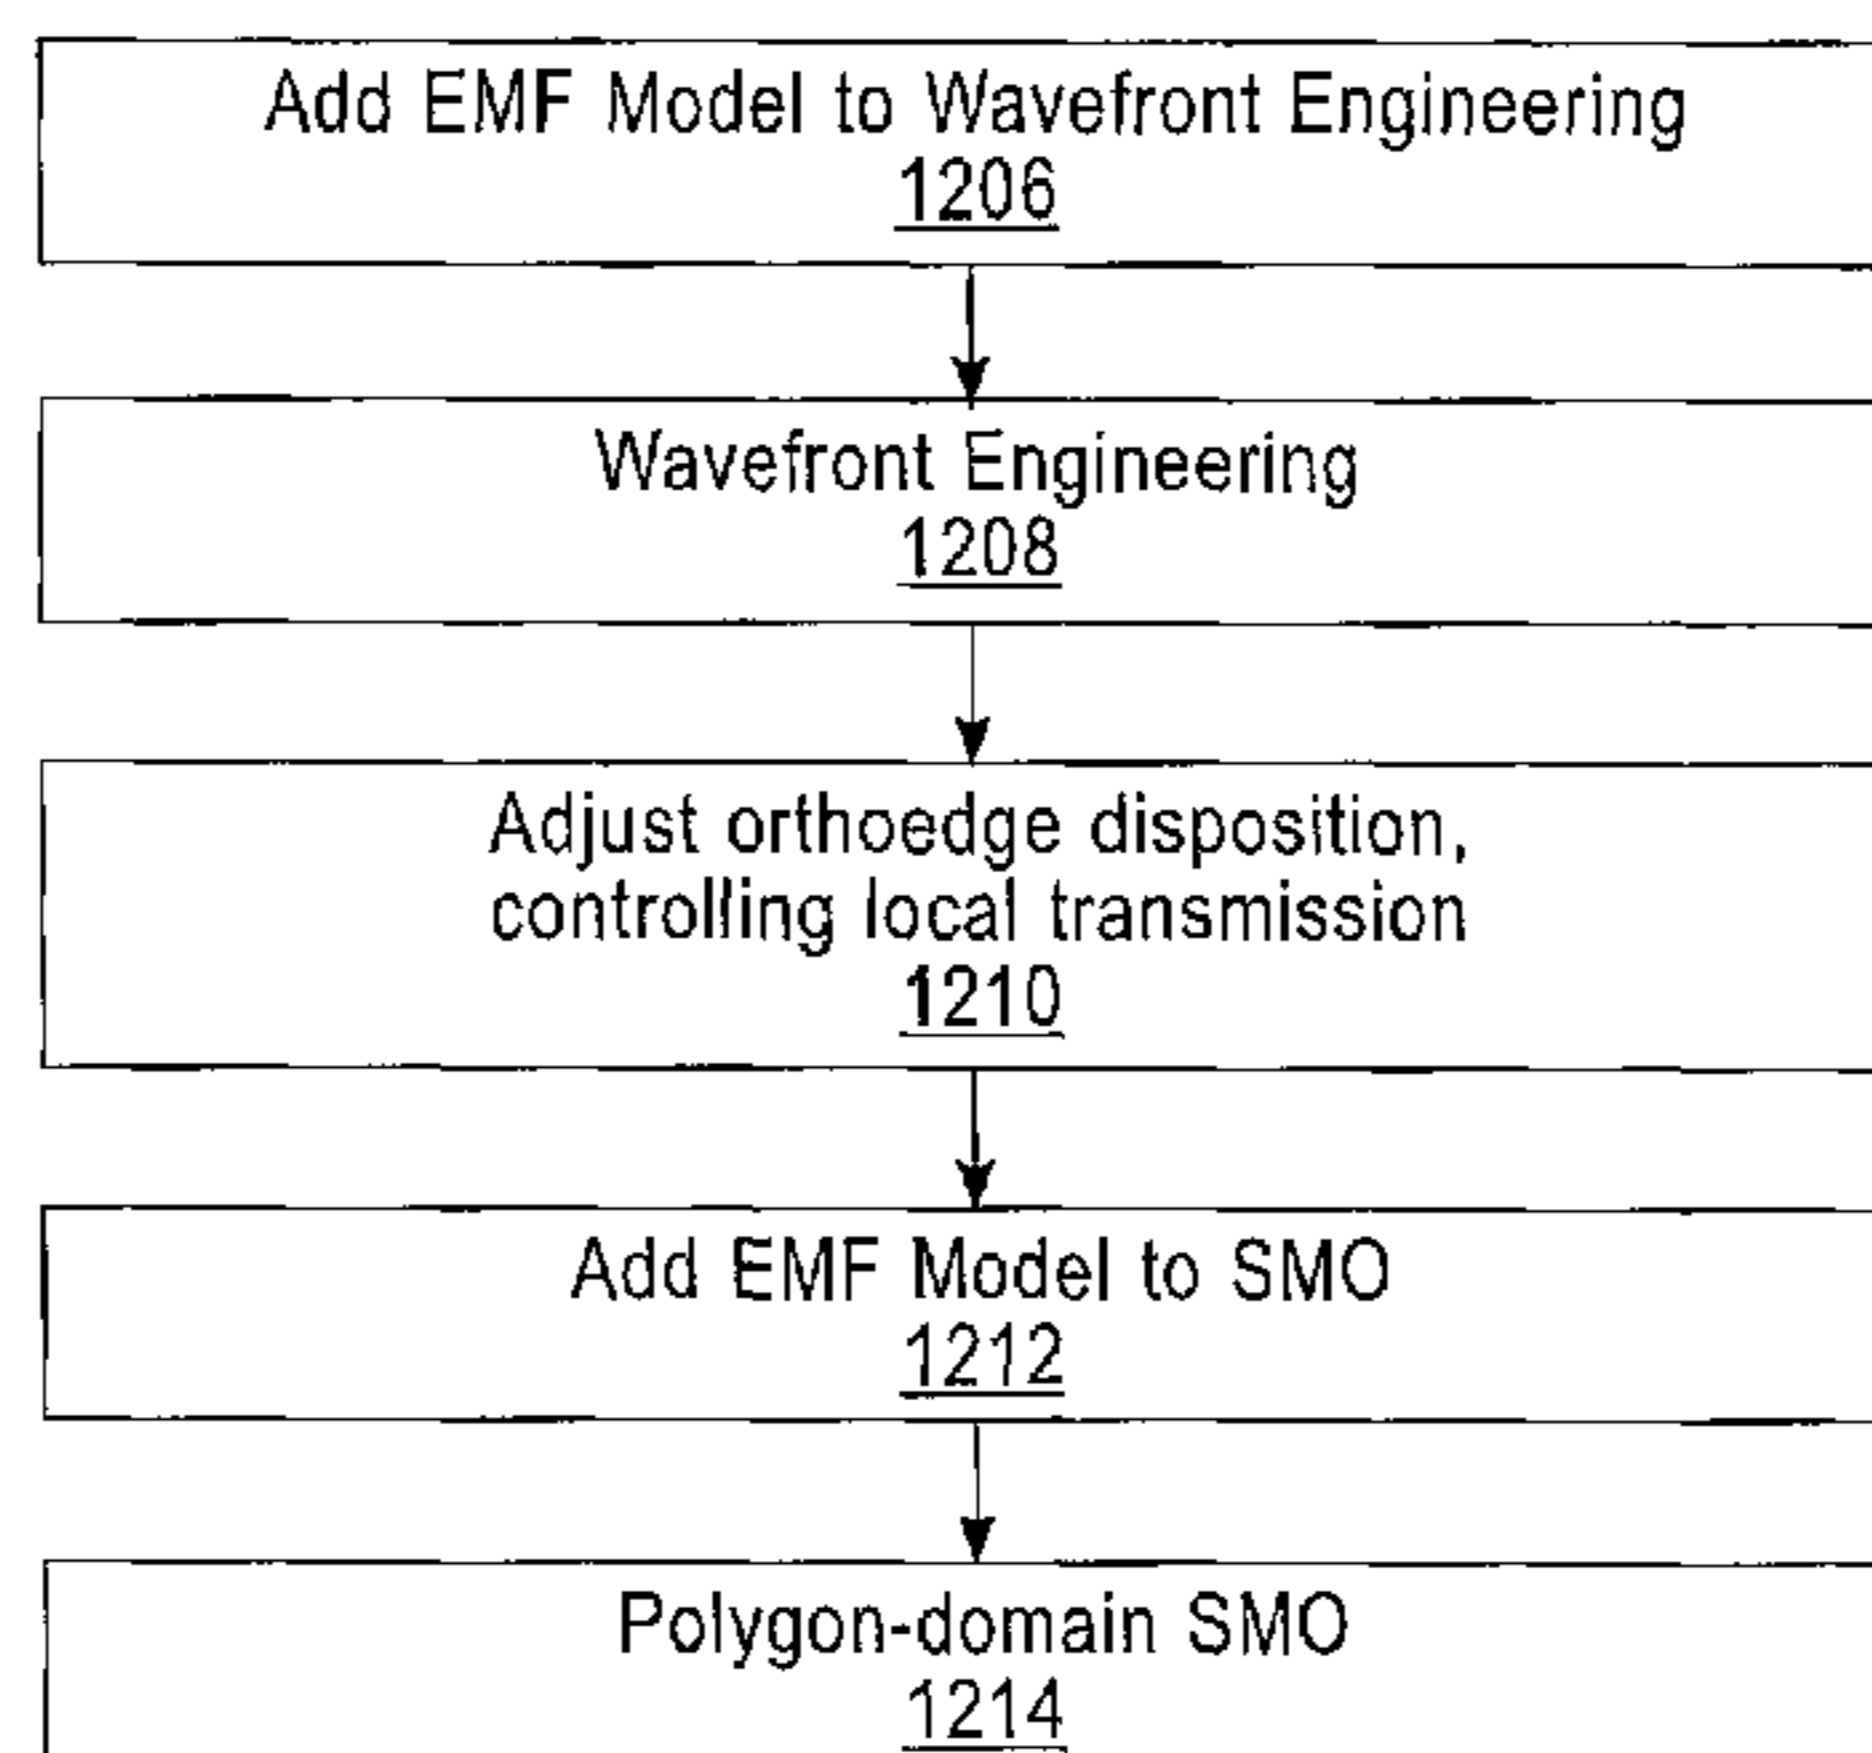 Add EMF Model to Wavefront Engineering
1206
Wavefront Engineering
1208
Adjust orthoedge disposition,
controlling local transmission
1210
Add EMF Model to SMO
1212
Polygon-domain SMO
1214